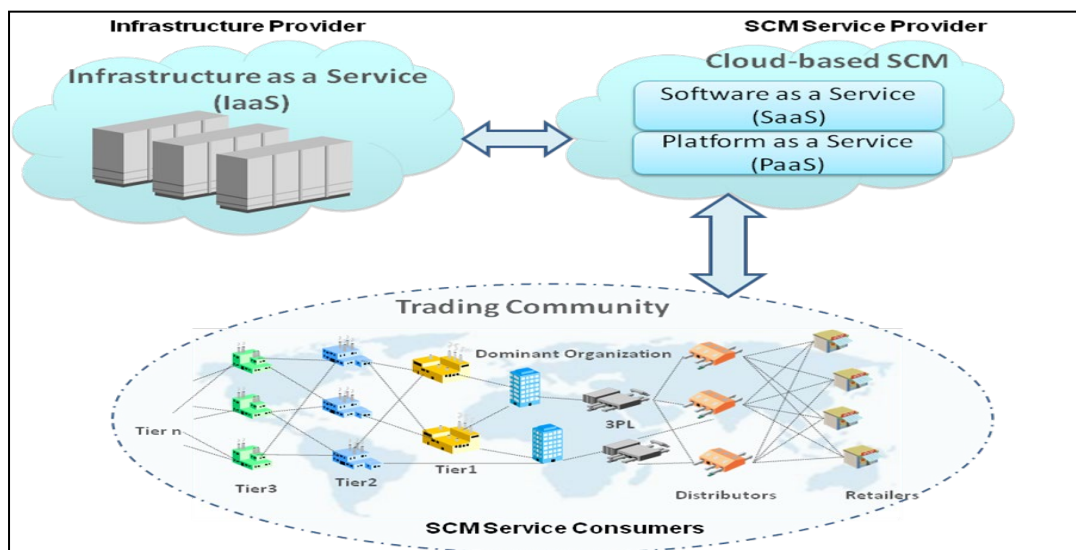 Infrastructure Provider
SCM Service Provider
Infrastructure as a Service
(IaaS)
Cloud-based SCM
Software as a Service
(SaaS)
Platform as a Service
(PaaS)
Trading Community
Dominant Organization
Tier n
3PL
Tier1
Tier2
Tier3
Distributors
Retailers
SCM Service Consumers